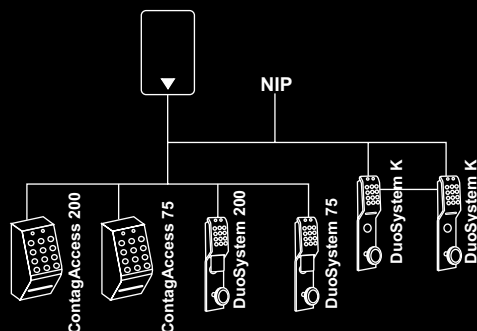 NIP
ContagAccess 200
ContagAccess 75
DuoSystem 200
DuoSystem 75
DuoSystem K
DuoSystem K